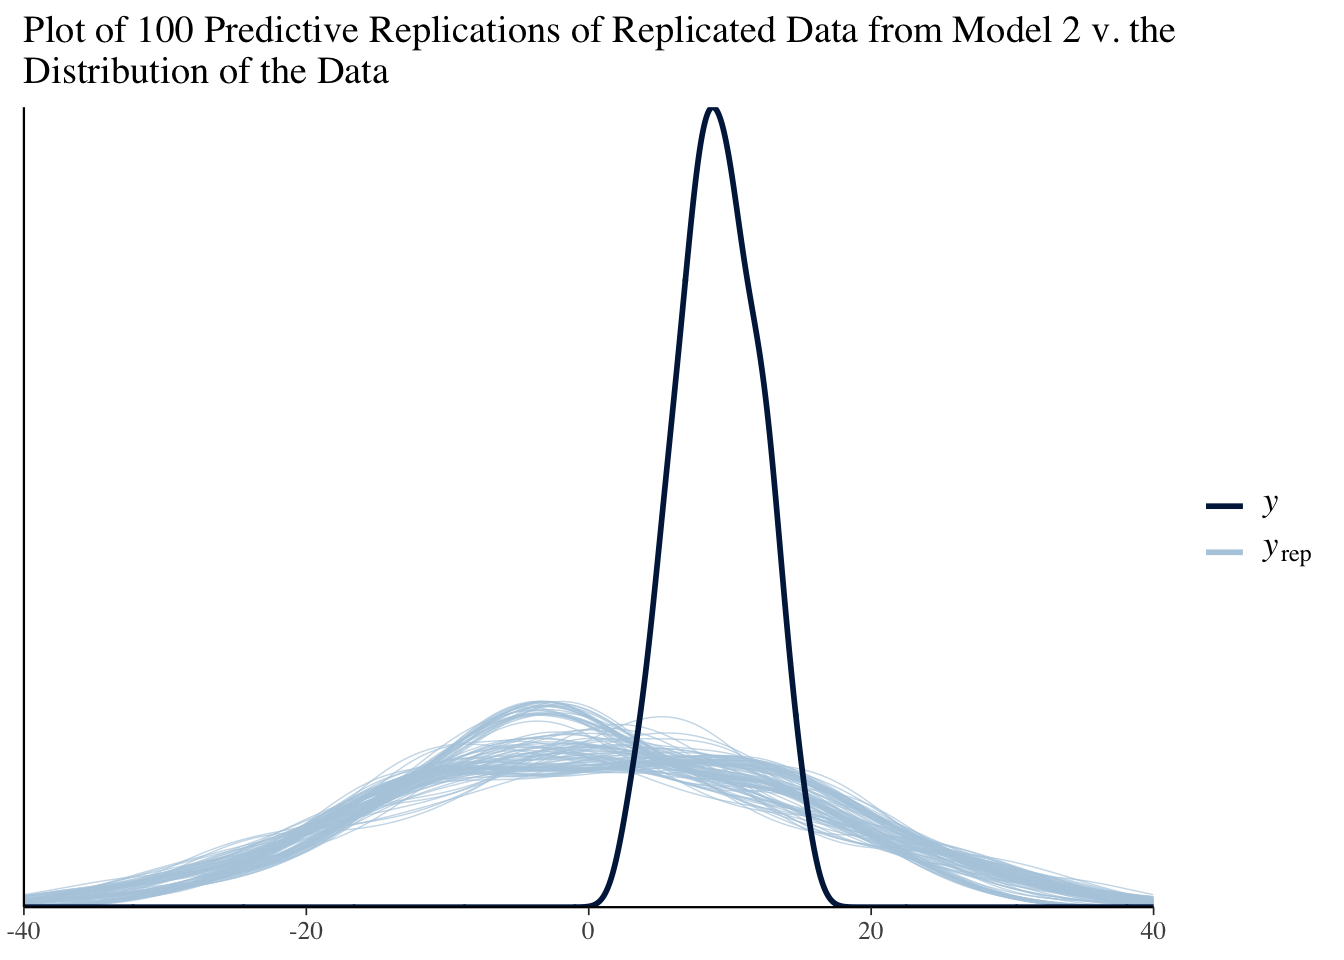 Plot of 100 Predictive Replications of Replicated Data from Model 2 v. the
Distribution of the Data
y
y rep
-40 -20 0 20 40